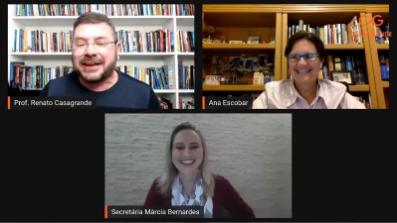 Prof. Renato Casagrande
Ana Escobar
Secretária Márcia Bernardes